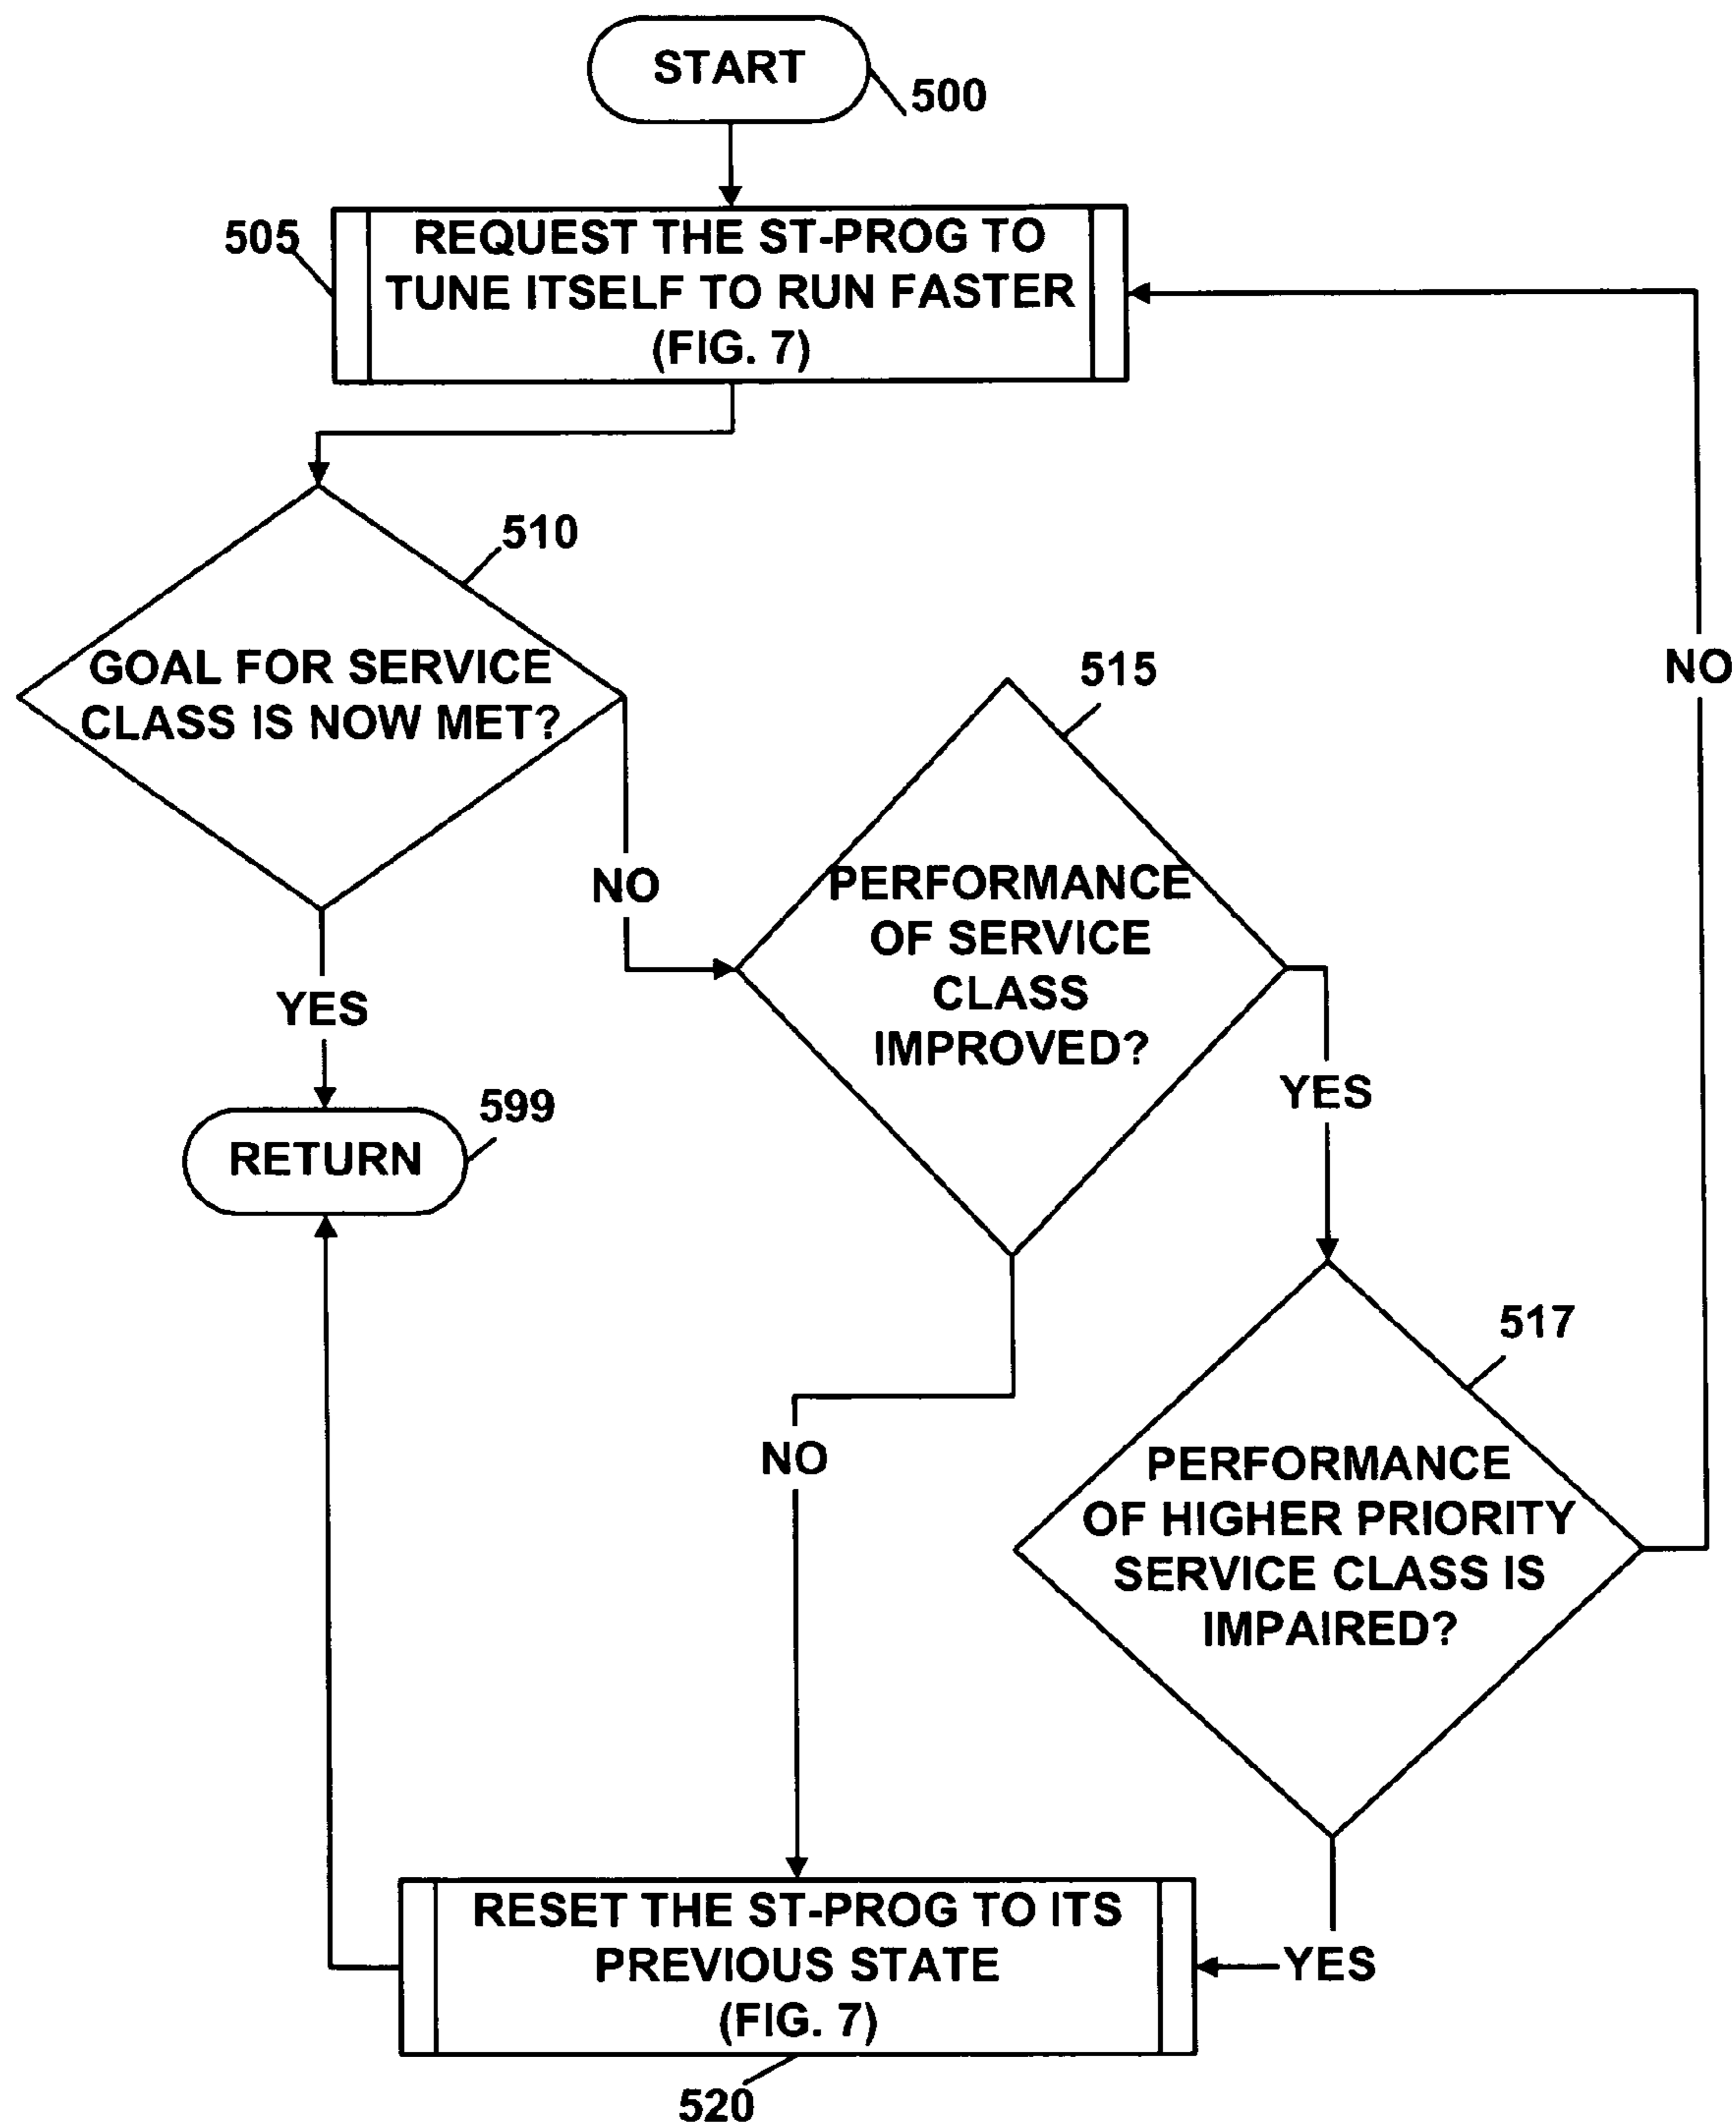 START
500
505
REQUEST THE ST-PROG TO
TUNE ITSELF TO RUN FASTER
(FIG. 7)
510
GOAL FOR SERVICE
CLASS IS NOW MET?
NO
515
NO
PERFORMANCE
OF SERVICE
CLASS
IMPROVED?
YES
YES
599
RETURN
517
NO
PERFORMANCE
OF HIGHER PRIORITY
SERVICE CLASS IS
IMPAIRED?
RESET THE ST-PROG TO ITS
PREVIOUS STATE
(FIG. 7)
YES
520